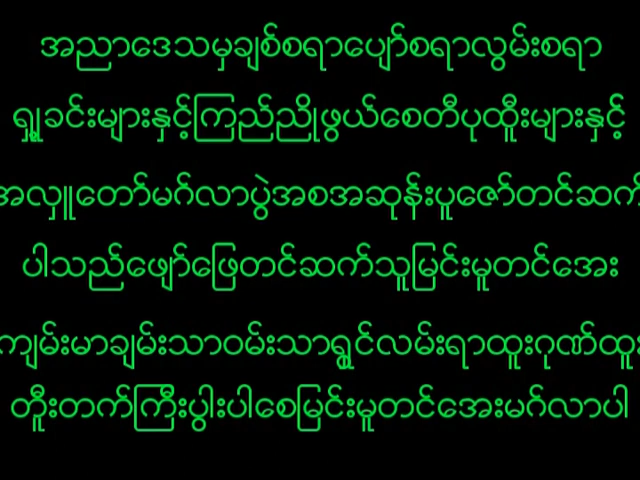 အညာဒေသမှချစ်စရာပျော်စရာလွမ်းစရာ
ရှုခင်းများနှင့်ကြည်ညိုဖွယ်စေတီပုထိုးများနှင့်
အလှူတော်မင်္ဂလာပွဲအစအဆုန်းပူဇော်တင်ဆက်
ပါသည်ဖျော်ဖြေတင်ဆက်သူမြင်းမူတင်အေး
ကျမ်းမာချမ်းသာဝမ်းသာရွှင်လမ်းရာထူးဂုဏ်ထူး
တိုးတက်ကြီးပွါးပါစေမြင်းမူတင်အေးမင်္ဂလာပါ